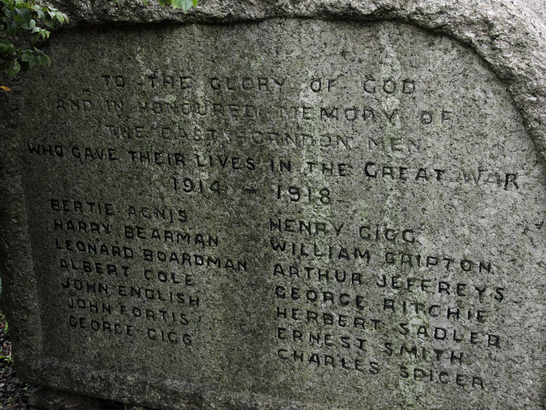 TO THE GLORY OF GOD
AND IN HONOURED MEMORY OF
THE EAST HORNDON MEN
WHO GAVE THEIR LIVES IN THE GREAT WAR
1914 - 1918
BERTIE AGNIS
HARRY BEARMAN
LEONARD BOARDMAN
ALBERT COLE
JOHN ENGLISH
JOHN FORTIS
GEORGE GIGG
HENRY GIGG
WILLIAM GRIPTON
ARTHUR JEFFREYS
GEORGE RITCHIE
HERBERT SADLER
ERNEST SMITH
CHARLES SPICER